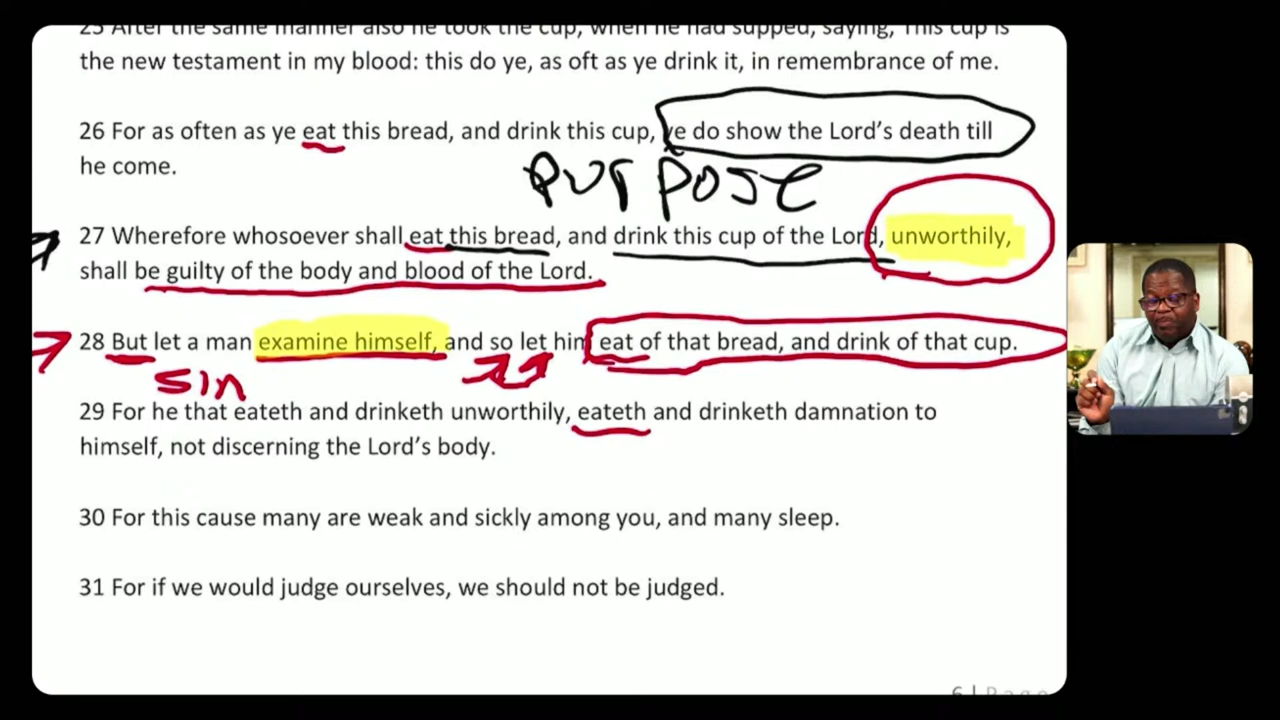 25 After the same manner also he took the cup, when he had supped, saying, This cup is
the new testament in my blood: this do ye, as oft as ye drink it, in remembrance of me.
26 For as often as ye eat this bread, and drink this cup, ye do show the Lord's death till
he come.
PURPOSE
27 Wherefore whosoever shall eat this bread, and drink this cup of the Lord, unworthily,
shall be guilty of the body and blood of the Lord.
28 But let a man examine himself, and so let him eat of that bread, and drink of that cup.
sin
29 For he that eateth and drinketh unworthily, eateth and drinketh damnation to
himself, not discerning the Lord's body.
30 For this cause many are weak and sickly among you, and many sleep.
31 For if we would judge ourselves, we should not be judged.
6 | Page